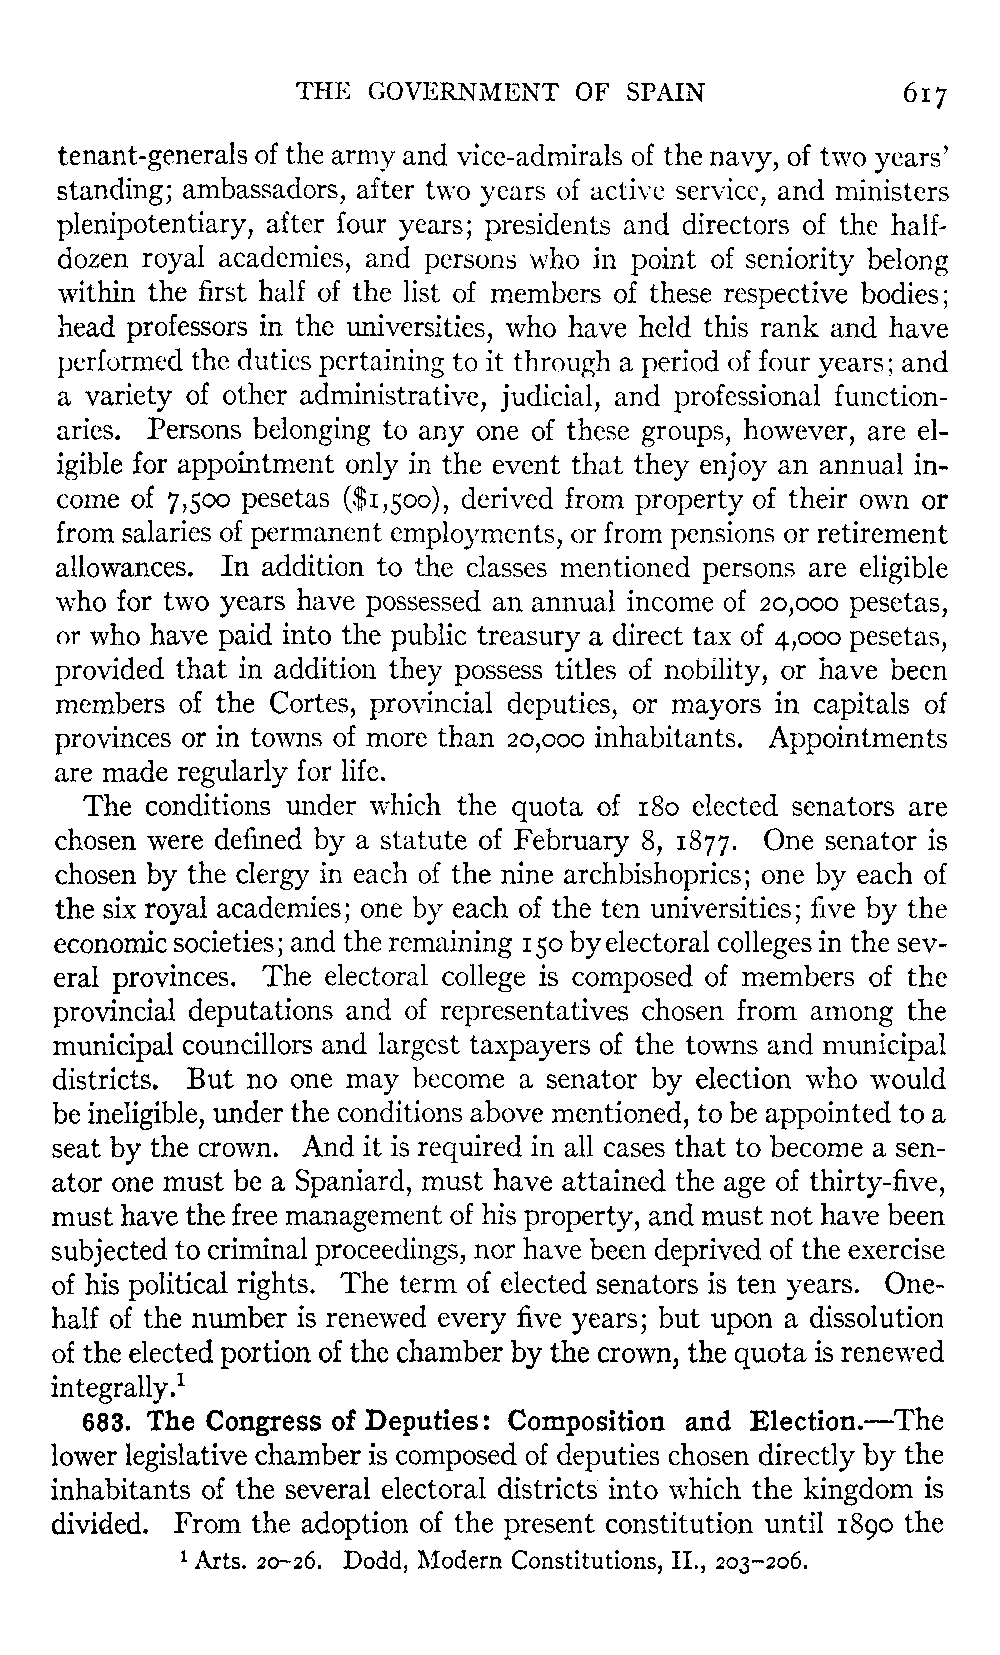 THE GOVERNMENT OF SPAIN 617
tenant-generals of the army and vice-admirals of the navy, of two years’
standing; ambassadors, after two years of active service, and ministers
plenipotentiary, after four years; presidents and directors of the half-
dozen royal academies, and persons who in point of seniority belong
within the first half of the list of members of these respective bodies;
head professors in the universities, who have held this rank and have
performed the duties pertaining to it through a period of four years; and
a variety of other administrative, judicial, and professional function-
aries. Persons belonging to any one of these groups, however, are el-
igible for appointment only in the event that they enjoy an annual in-
come of 7,500 pesetas ($1,500), derived from property of their own or
from salaries of permanent employments, or from pensions or retirement
allowances. In addition to the classes mentioned persons are eligible
who for two years have possessed an annual income of 20,000 pesetas,
or who have paid into the public treasury a direct tax of 4,000 pesetas,
provided that in addition they possess titles of nobility, or have been
members of the Cortes, provincial deputies, or mayors in capitals of
provinces or in towns of more than 20,000 inhabitants. Appointments
are made regularly for life.
The conditions under which the quota of 180 elected senators are
chosen were defined by a statute of February 8, 1877. One senator is
chosen by the clergy in each of the nine archbishoprics; one by each of
the six royal academies; one by each of the ten universities; five by the
economic societies; and the remaining 150 by electoral colleges in the sev-
eral provinces. The electoral college is composed of members of the
provincial deputations and of representatives chosen from among the
municipal councillors and largest taxpayers of the towns and municipal
districts. But no one may become a senator by election who would
be ineligible, under the conditions above mentioned, to be appointed to a
seat by the crown. And it is required in all cases that to become a sen-
ator one must be a Spaniard, must have attained the age of thirty-five,
must have the free management of his property, and must not have been
subjected to criminal proceedings, nor have been deprived of the exercise
of his political rights. The term of elected senators is ten years. One-
half of the number is renewed every five years; but upon a dissolution
of the elected portion of the chamber by the crown, the quota is renewed
integrally.¹
683. The Congress of Deputies: Composition and Election.—The
lower legislative chamber is composed of deputies chosen directly by the
inhabitants of the several electoral districts into which the kingdom is
divided. From the adoption of the present constitution until 1890 the
¹ Arts. 20–26. Dodd, Modern Constitutions, II., 203–206.